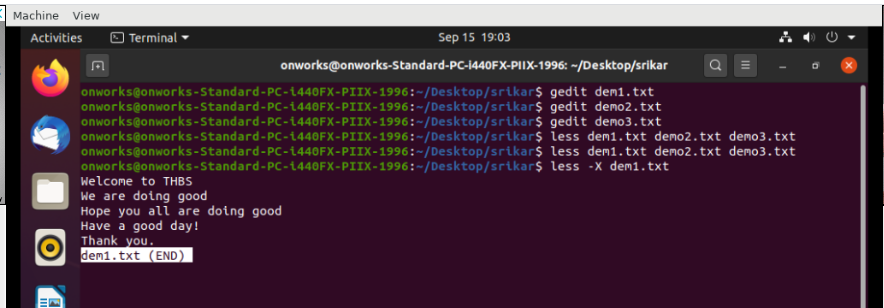 Machine View
Activities Terminal Sep 15 19:03
onworks@onworks-Standard-PC-i440FX-PIIX-1996: ~/Desktop/srikar
onworks@onworks-Standard-PC-i440FX-PIIX-1996:~/Desktop/srikar$ gedit dem1.txt
onworks@onworks-Standard-PC-i440FX-PIIX-1996:~/Desktop/srikar$ gedit demo2.txt
onworks@onworks-Standard-PC-i440FX-PIIX-1996:~/Desktop/srikar$ gedit demo3.txt
onworks@onworks-Standard-PC-i440FX-PIIX-1996:~/Desktop/srikar$ less dem1.txt demo2.txt demo3.txt
onworks@onworks-Standard-PC-i440FX-PIIX-1996:~/Desktop/srikar$ less dem1.txt demo2.txt demo3.txt
onworks@onworks-Standard-PC-i440FX-PIIX-1996:~/Desktop/srikar$ less -X dem1.txt
Welcome to THBS
We are doing good
Hope you all are doing good
Have a good day!
Thank you.
dem1.txt (END)